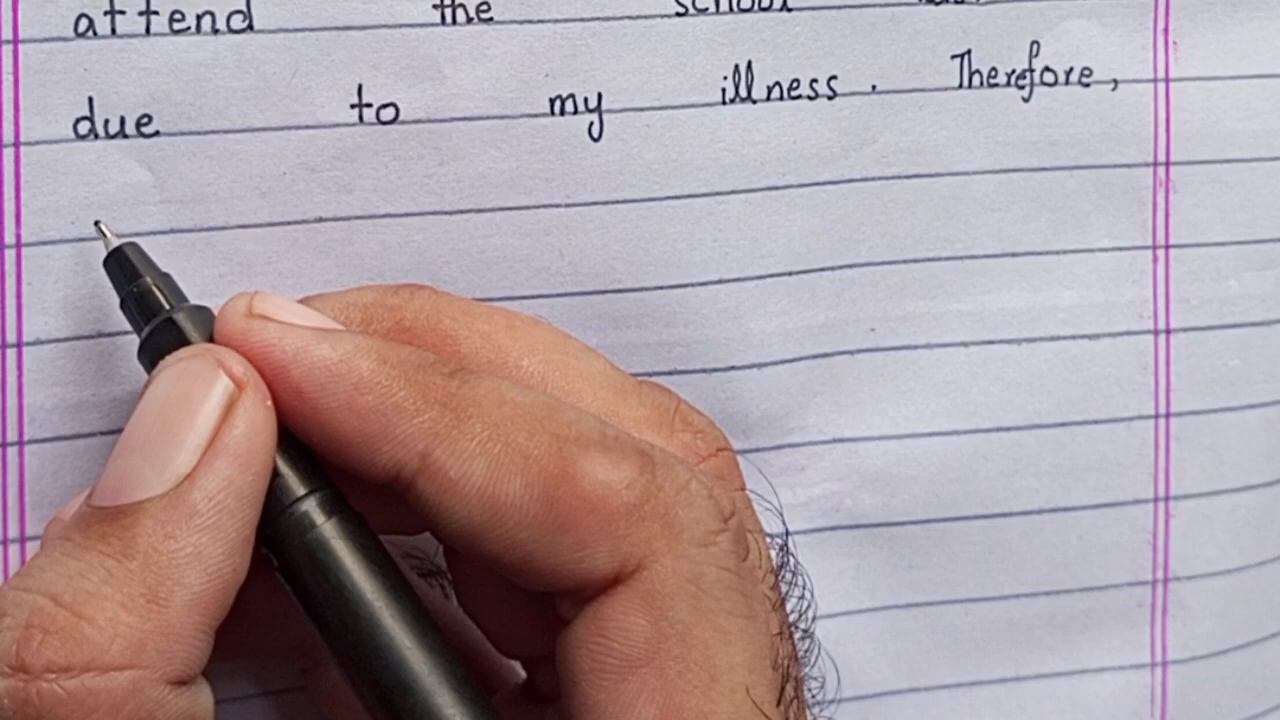 attend the school
due to my illness. Therefore,